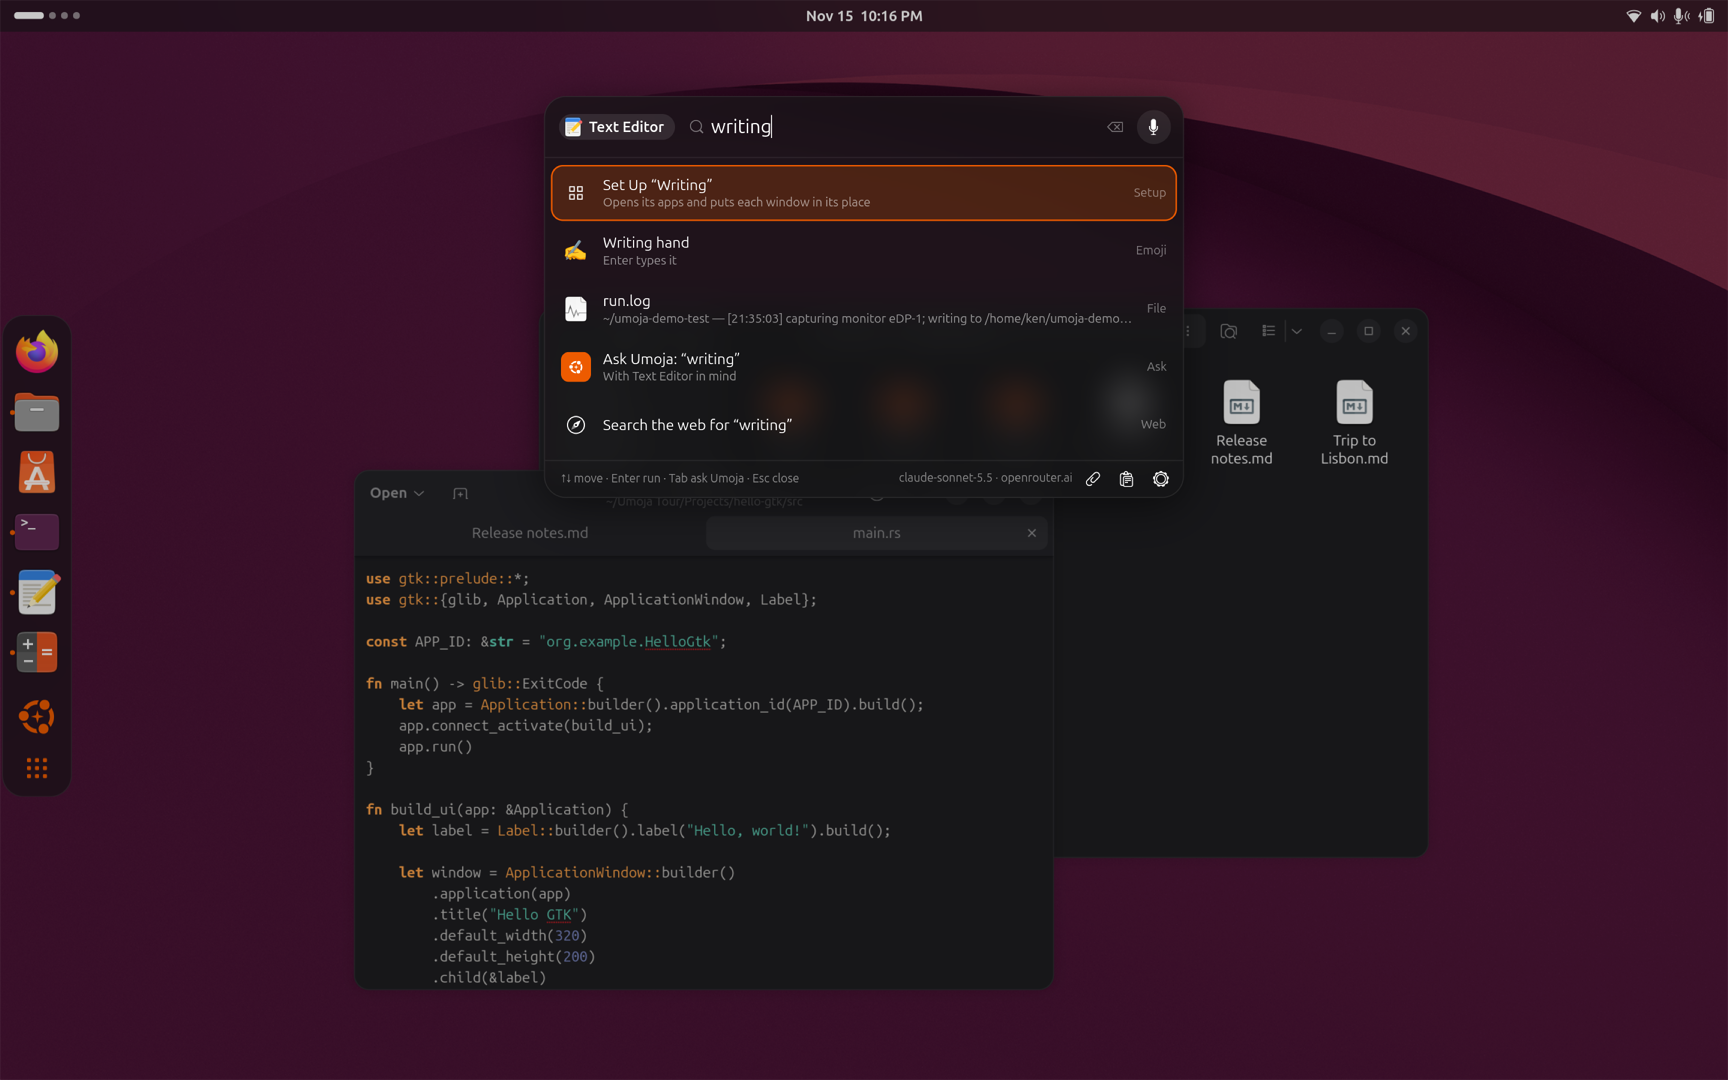 Nov 15  10:16 PM
Text Editor
writing
Set Up “Writing”
Opens its apps and puts each window in its place
Setup
Writing hand
Enter types it
Emoji
run.log
~/umoja-demo-test — [21:35:03] capturing monitor eDP-1; writing to /home/ken/umoja-demo…
File
Ask Umoja: “writing”
With Text Editor in mind
Ask
Search the web for “writing”
Web
↑↓ move · Enter run · Tab ask Umoja · Esc close
claude-sonnet-5.5 · openrouter.ai
Release
notes.md
Trip to
Lisbon.md
Open
~/Umoja Tour/Projects/hello-gtk/src
Release notes.md
main.rs
use gtk::prelude::*;
use gtk::{glib, Application, ApplicationWindow, Label};
const APP_ID: &str = "org.example.HelloGtk";
fn main() -> glib::ExitCode {
    let app = Application::builder().application_id(APP_ID).build();
    app.connect_activate(build_ui);
    app.run()
}
fn build_ui(app: &Application) {
    let label = Label::builder().label("Hello, world!").build();
    let window = ApplicationWindow::builder()
        .application(app)
        .title("Hello GTK")
        .default_width(320)
        .default_height(200)
        .child(&label)